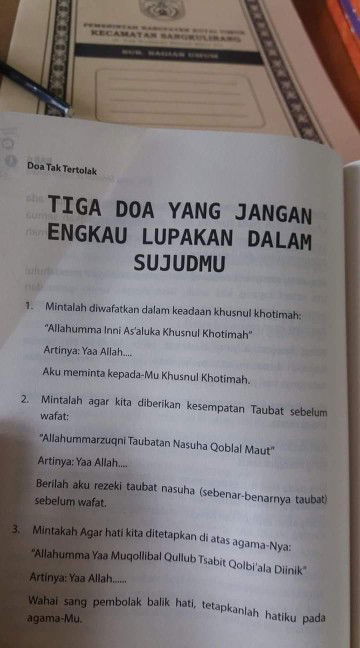 PEMERINTAH KABUPATEN KUTAI TIMUR
KECAMATAN SANGKULIRANG
SUB. BAGIAN UMUM
Doa Tak Tertolak
TIGA DOA YANG JANGAN
ENGKAU LUPAKAN DALAM
SUJUDMU
1. Mintalah diwafatkan dalam keadaan khusnul khotimah:
"Allahumma Inni As'aluka Khusnul Khotimah"
Artinya: Yaa Allah....
Aku meminta kepada-Mu Khusnul Khotimah.
2. Mintalah agar kita diberikan kesempatan Taubat sebelum
wafat:
"Allahummarzuqni Taubatan Nasuha Qoblal Maut"
Artinya: Yaa Allah....
Berilah aku rezeki taubat nasuha (sebenar-benarnya taubat)
sebelum wafat.
3. Mintakah Agar hati kita ditetapkan di atas agama-Nya:
"Allahumma Yaa Muqollibal Qullub Tsabit Qolbi'ala Diinik"
Artinya: Yaa Allah......
Wahai sang pembolak balik hati, tetapkanlah hatiku pada
agama-Mu.